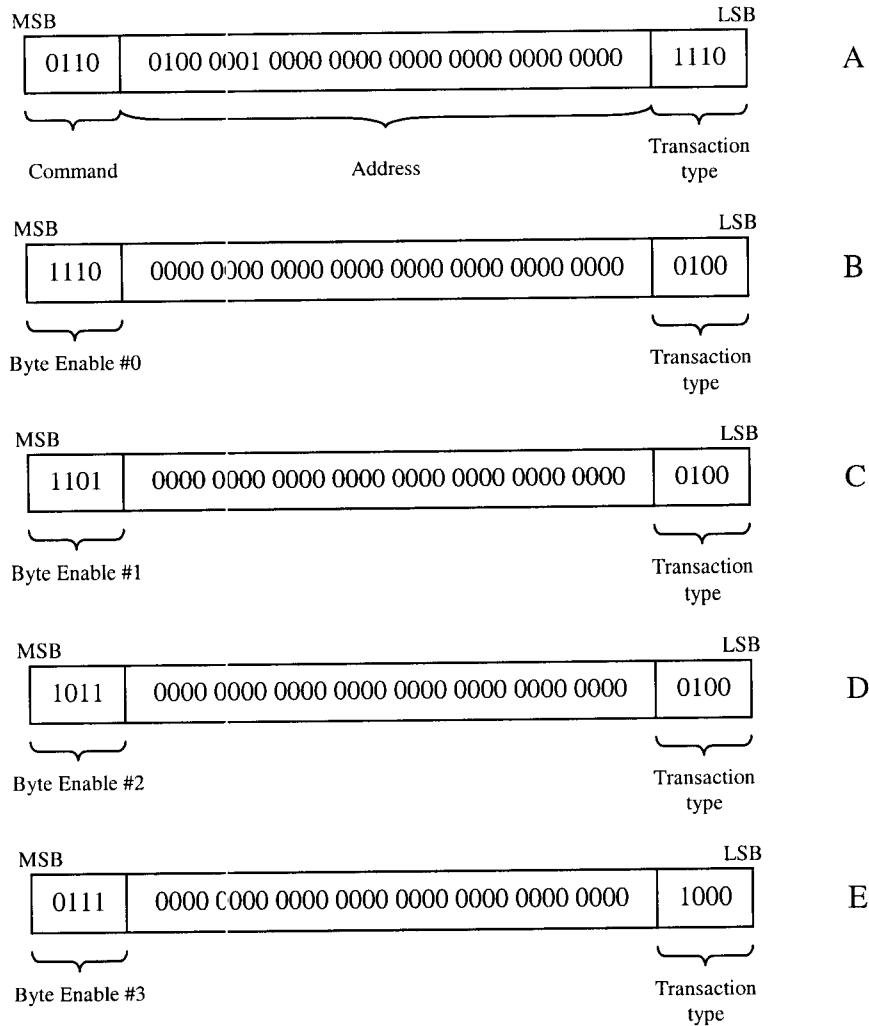 MSB LSB
0110 0100 0001 0000 0000 0000 0000 0000 0000 1110 A
Command Address Transaction type
MSB LSB
1110 0000 0000 0000 0000 0000 0000 0000 0000 0100 B
Byte Enable #0 Transaction type
MSB LSB
1101 0000 0000 0000 0000 0000 0000 0000 0000 0100 C
Byte Enable #1 Transaction type
MSB LSB
1011 0000 0000 0000 0000 0000 0000 0000 0000 0100 D
Byte Enable #2 Transaction type
MSB LSB
0111 0000 0000 0000 0000 0000 0000 0000 0000 1000 E
Byte Enable #3 Transaction type